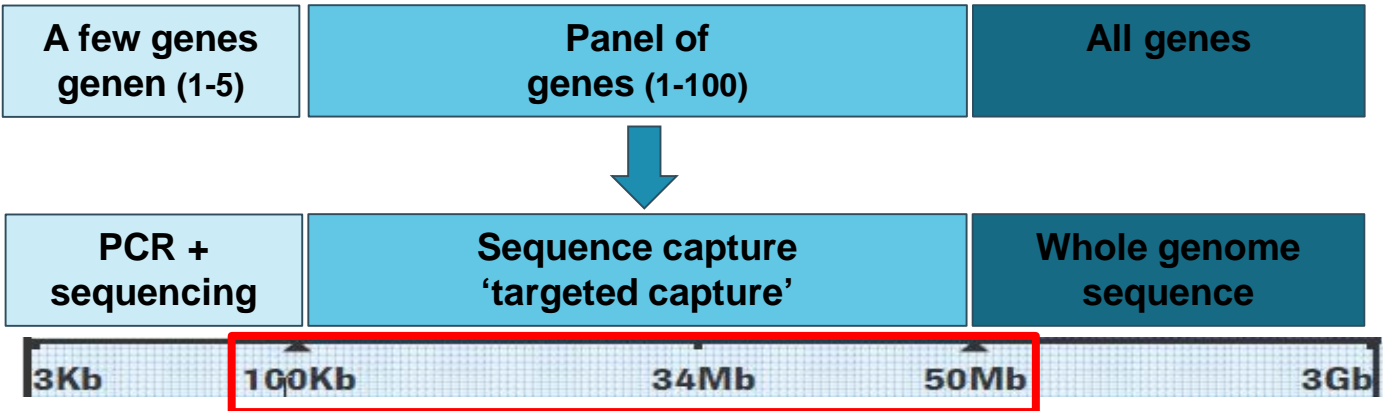 A few genes
genen (1-5)
Panel of
genes (1-100)
All genes
PCR +
sequencing
Sequence capture
‘targeted capture’
Whole genome
sequence
3Kb
100Kb
34Mb
50Mb
3Gb